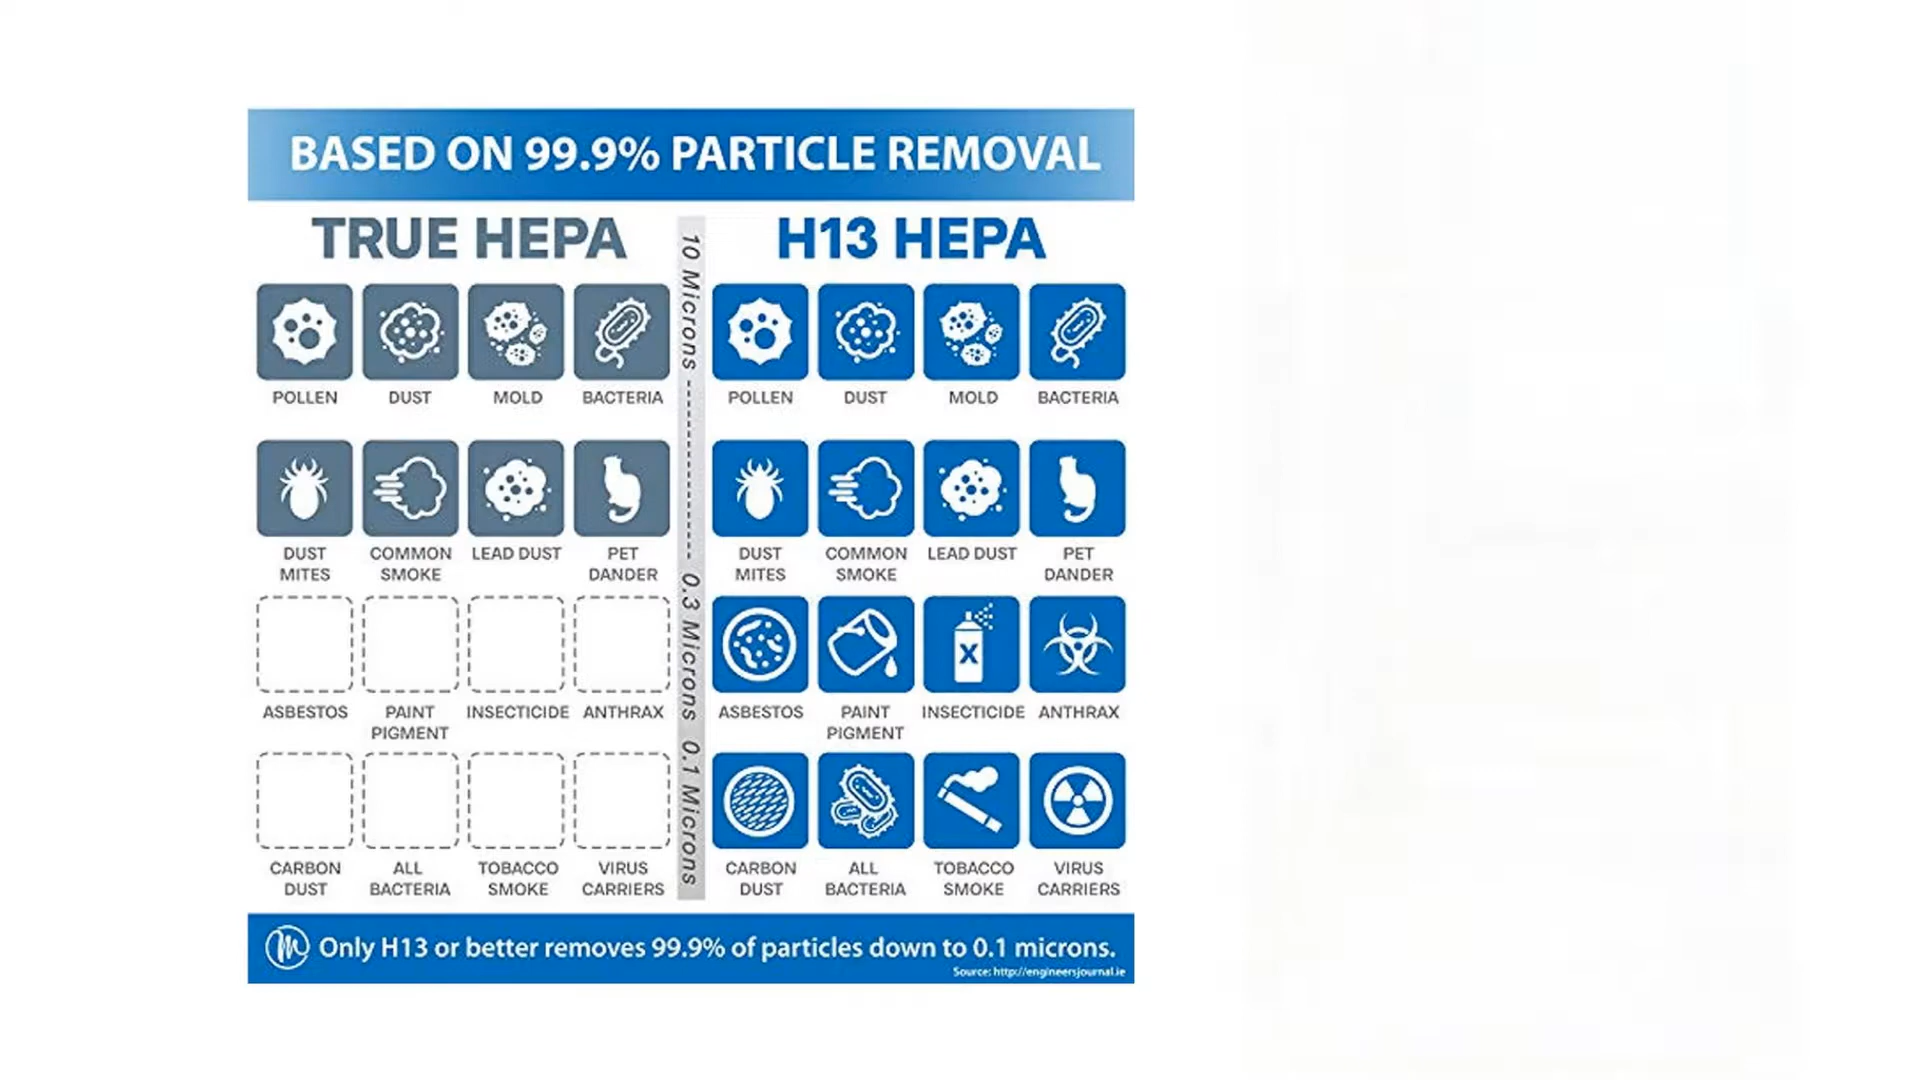 BASED ON 99.9% PARTICLE REMOVAL
TRUE HEPA
POLLEN DUST MOLD BACTERIA
DUST MITES COMMON SMOKE LEAD DUST PET DANDER
ASBESTOS PAINT PIGMENT INSECTICIDE ANTHRAX
CARBON DUST ALL BACTERIA TOBACCO SMOKE VIRUS CARRIERS
10 Microns
0.3 Microns
0.1 Microns
H13 HEPA
POLLEN DUST MOLD BACTERIA
DUST MITES COMMON SMOKE LEAD DUST PET DANDER
X
ASBESTOS PAINT PIGMENT INSECTICIDE ANTHRAX
CARBON DUST ALL BACTERIA TOBACCO SMOKE VIRUS CARRIERS
Only H13 or better removes 99.9% of particles down to 0.1 microns.
Source: http://engineersjournal.ie